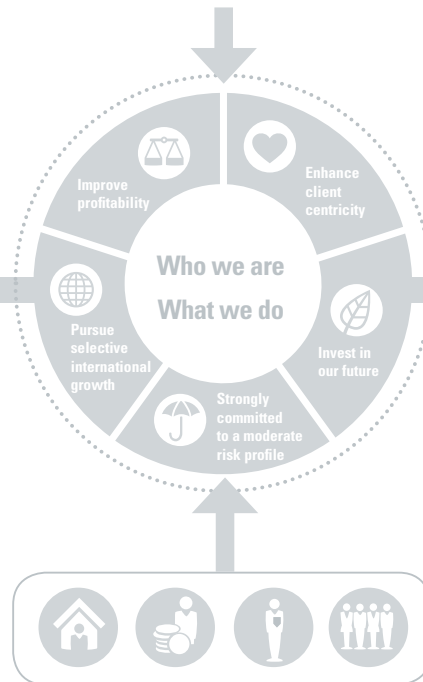 Improve
profitability
Enhance
client
centricity
Who we are
What we do
Pursue
selective
international
growth
Invest in
our future
Strongly
committed
to a moderate
risk profile